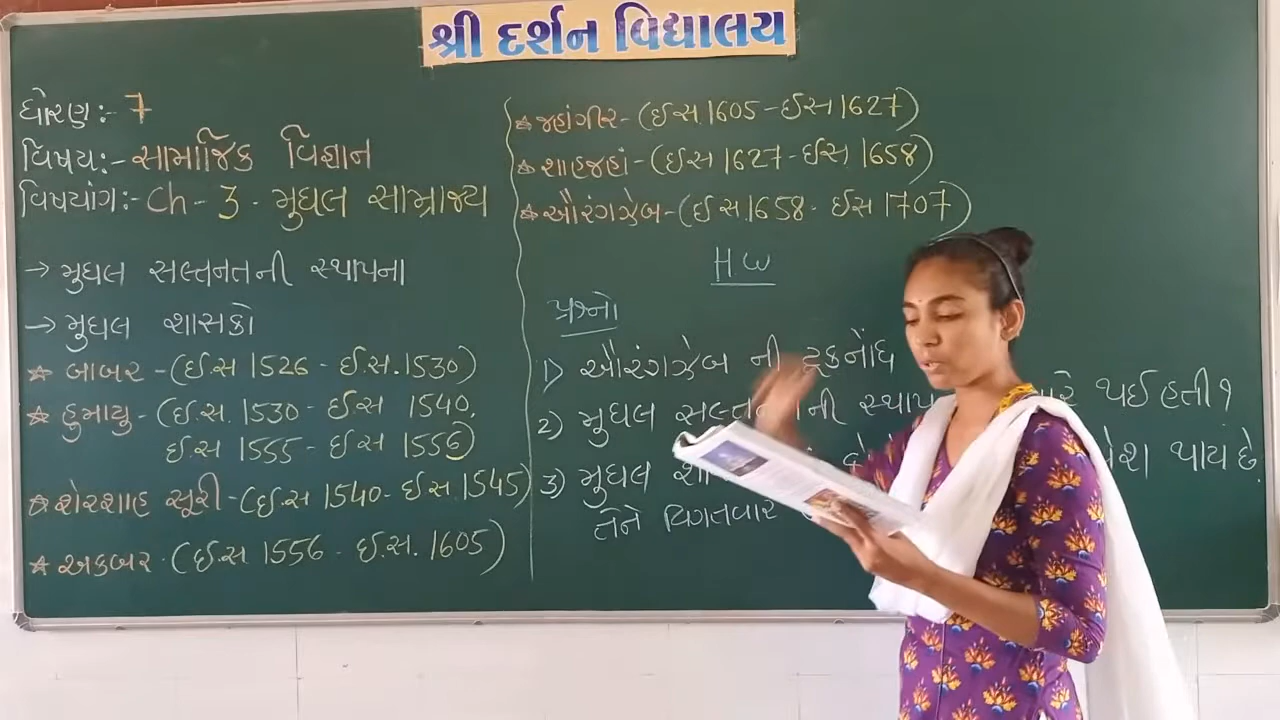 શ્રી દર્શન વિદ્યાલય
ધોરણ:- 7
વિષય:- સામાજિક વિજ્ઞાન
વિષયાંગ:- Ch - 3 - મુઘલ સામ્રાજ્ય
→ મુઘલ સલ્તનતની સ્થાપના
→ મુઘલ શાસકો
☆ બાબર - (ઈ.સ 1526 - ઈ.સ.1530)
☆ હુમાયુ - (ઈ.સ. 1530 - ઈ.સ 1540,
ઈ.સ 1555 - ઈ.સ 1556)
☆ શેરશાહ સૂરી - (ઈ.સ 1540 - ઈ.સ.1545)
☆ અકબર - (ઈ.સ 1556 - ઈ.સ. 1605)
☆ જહાંગીર - (ઈ.સ.1605 - ઈ.સ 1627)
☆ શાહજહાં - (ઈ.સ 1627 - ઈ.સ 1658)
☆ ઔરંગઝેબ - (ઈ.સ.1658 - ઈ.સ 1707)
HW
પ્રશ્નો
1) ઔરંગઝેબ ની ટૂકનોંધ
2) મુઘલ થઈ હતી?
3) મુઘલ થાય છે.
તેને વિગતવાર